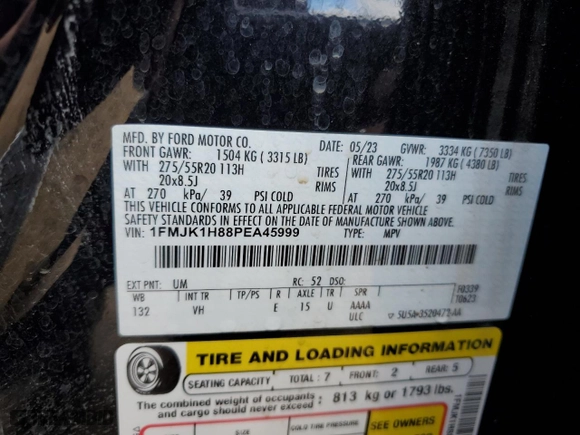 MFD. BY FORD MOTOR CO.
DATE: 05/23 GVWR: 3334 KG (7350 LB)
FRONT GAWR: 1504 KG (3315 LB) REAR GAWR: 1987 KG (4380 LB)
WITH 275/55R20 113H TIRES WITH 275/55R20 113H TIRES
20x8.5J RIMS 20x8.5J RIMS
AT 270 kPa/ 39 PSI COLD AT 270 kPa/ 39 PSI COLD
THIS VEHICLE CONFORMS TO ALL APPLICABLE FEDERAL MOTOR VEHICLE
SAFETY STANDARDS IN EFFECT ON THE DATE OF MANUFACTURE SHOWN ABOVE.
VIN: 1FMJK1H88PEA45999 TYPE: MPV
EXT PNT: UM RC: 52 DSO: F0339
WB INT TR TP/PS R AXLE TR SPR T0623
132 VH E 15 U AAAA
ULC
TIRE AND LOADING INFORMATION
SEATING CAPACITY TOTAL: 7 FRONT: 2 REAR: 5
The combined weight of occupants
and cargo should never exceed: 813 kg or 1793 lbs.
SIZE COLD TIRE PRESSURE SEE OWNERS